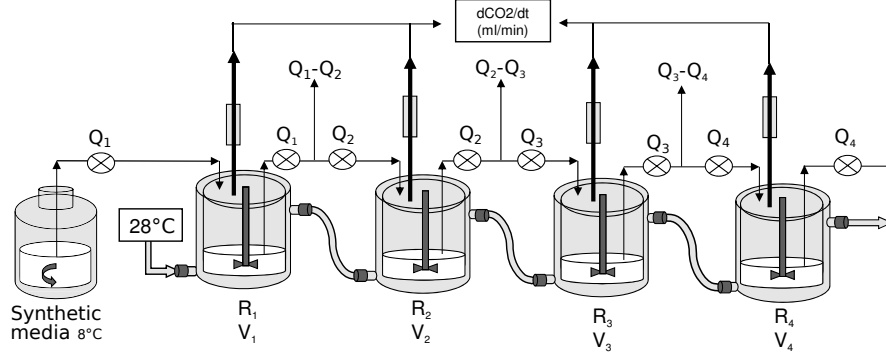 dCO2/dt
(ml/min)
Q₁-Q₂
Q₂-Q₃
Q₃-Q₄
Q₁
Q₁
Q₂
Q₂
Q₃
Q₃
Q₄
Q₄
28°C
Synthetic
media 8°C
R₁
V₁
R₂
V₂
R₃
V₃
R₄
V₄